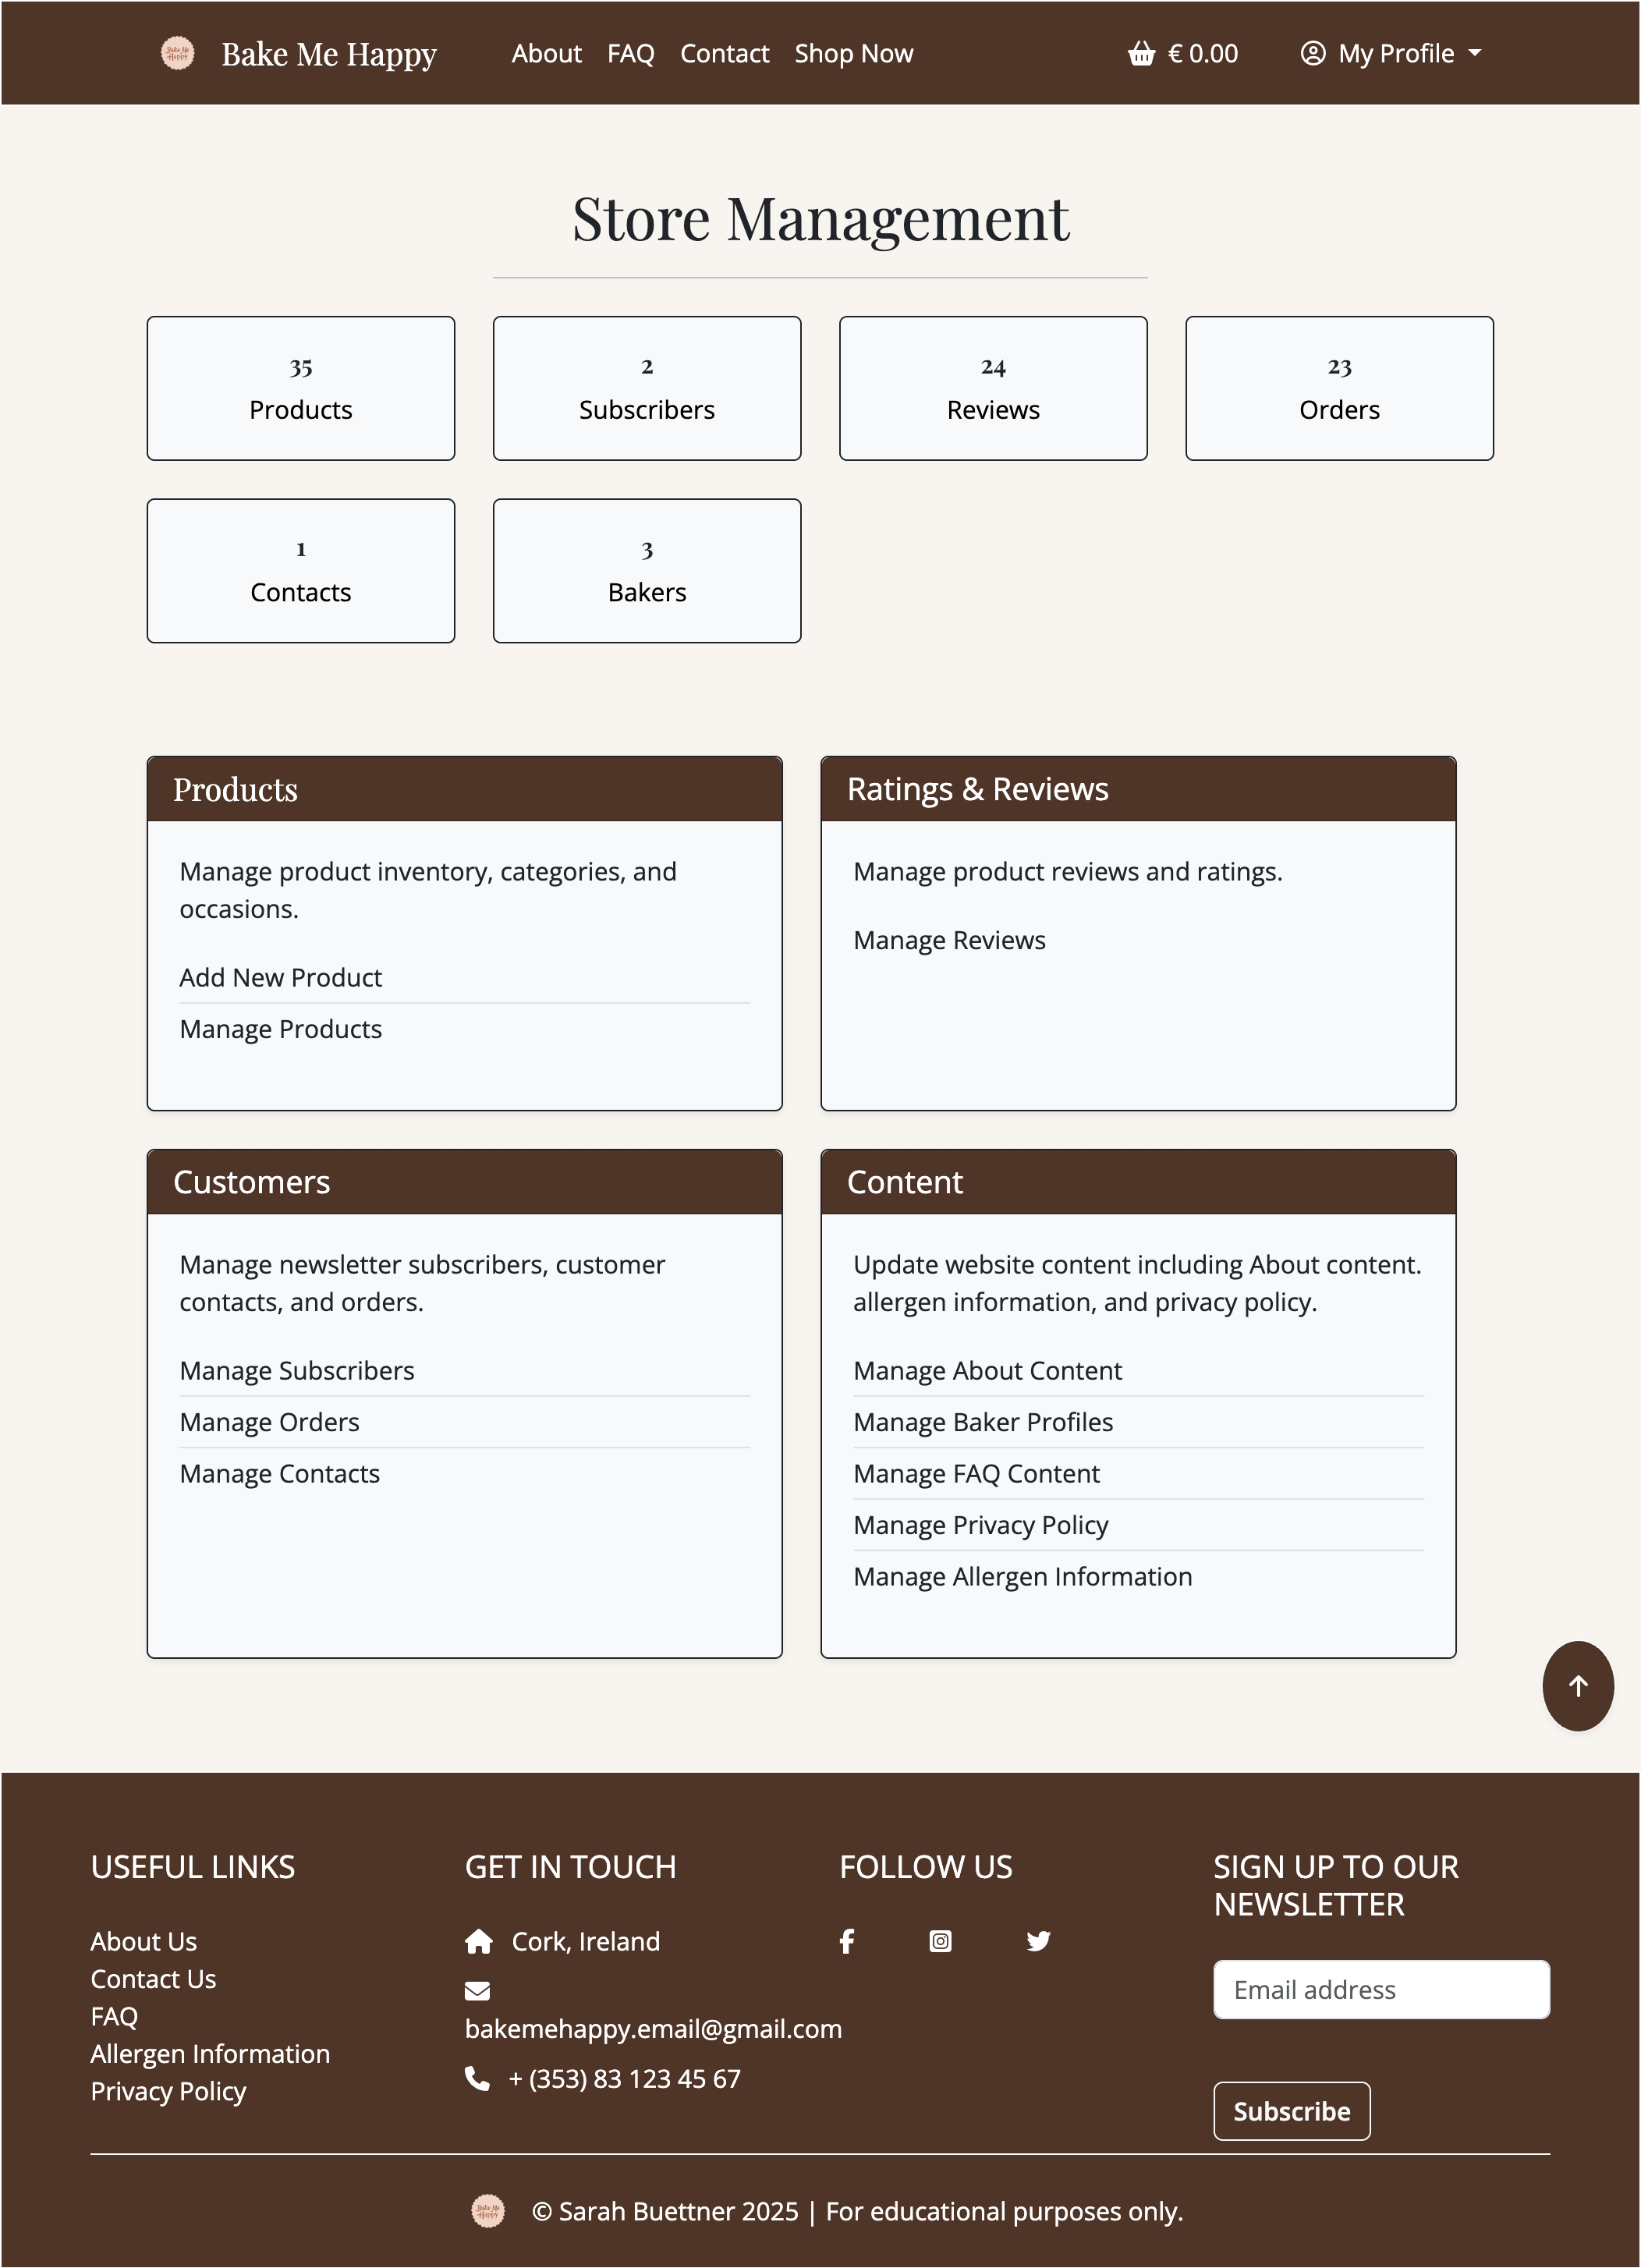 Bake Me Happy
Bake Me Happy
About
FAQ
Contact
Shop Now
€ 0.00
My Profile
Store Management
35
Products
2
Subscribers
24
Reviews
23
Orders
1
Contacts
3
Bakers
Products
Manage product inventory, categories, and
occasions.
Add New Product
Manage Products
Ratings & Reviews
Manage product reviews and ratings.
Manage Reviews
Customers
Manage newsletter subscribers, customer
contacts, and orders.
Manage Subscribers
Manage Orders
Manage Contacts
Content
Update website content including About content.
allergen information, and privacy policy.
Manage About Content
Manage Baker Profiles
Manage FAQ Content
Manage Privacy Policy
Manage Allergen Information
USEFUL LINKS
About Us
Contact Us
FAQ
Allergen Information
Privacy Policy
GET IN TOUCH
Cork, Ireland
bakemehappy.email@gmail.com
+ (353) 83 123 45 67
FOLLOW US
SIGN UP TO OUR
NEWSLETTER
Email address
Subscribe
Bake Me Happy
© Sarah Buettner 2025 | For educational purposes only.